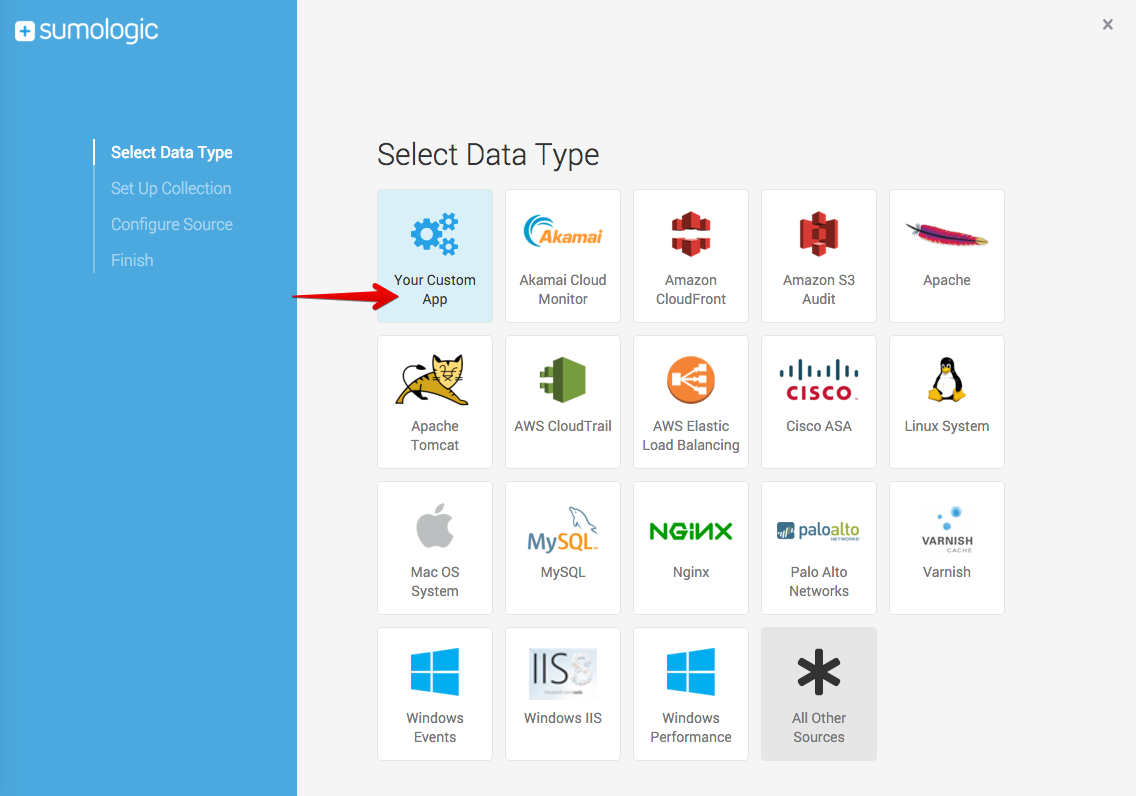 sumologic
Select Data Type
Set Up Collection
Configure Source
Finish
Select Data Type
Your Custom
App
Akamai
Akamai Cloud
Monitor
Amazon
CloudFront
Amazon S3
Audit
Apache
Apache
Tomcat
AWS CloudTrail
AWS Elastic
Load Balancing
CISCO
Cisco ASA
Linux System
Mac OS
System
MySQL
MySQL
NGINX
Nginx
paloalto
NETWORKS
Palo Alto
Networks
VARNISH
CACHE
Varnish
Windows
Events
IIS
Windows IIS
Windows
Performance
All Other
Sources